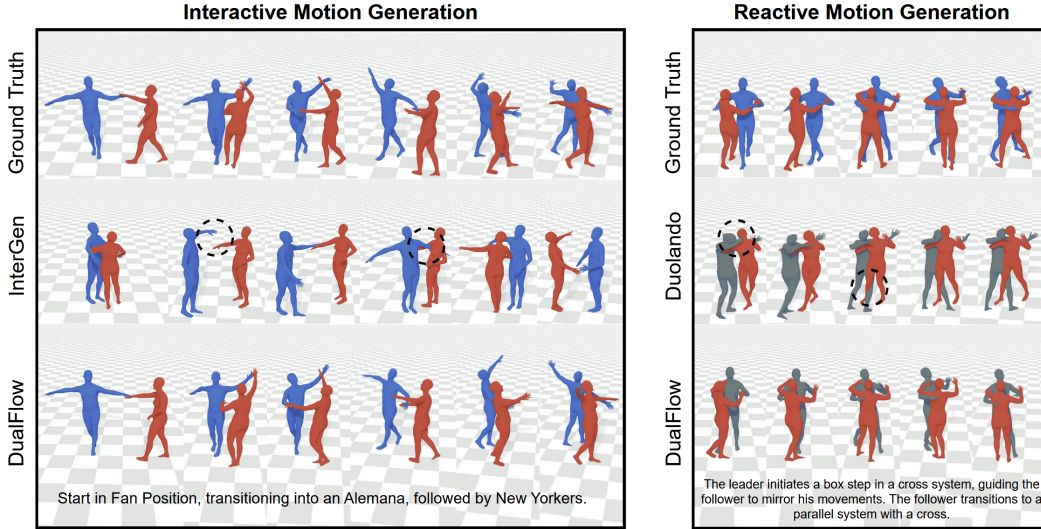 Interactive Motion Generation
Reactive Motion Generation
Ground Truth
InterGen
DualFlow
Start in Fan Position, transitioning into an Alemana, followed by New Yorkers.
Ground Truth
Duolando
DualFlow
The leader initiates a box step in a cross system, guiding the
follower to mirror his movements. The follower transitions to a
parallel system with a cross.